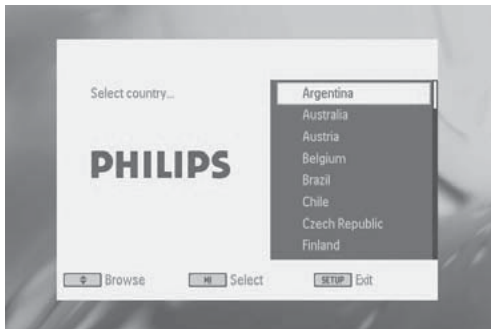 Select country...
PHILIPS
Argentina
Australia
Austria
Belgium
Brazil
Chile
Czech Republic
Finland
Browse
Select
SETUP Exit